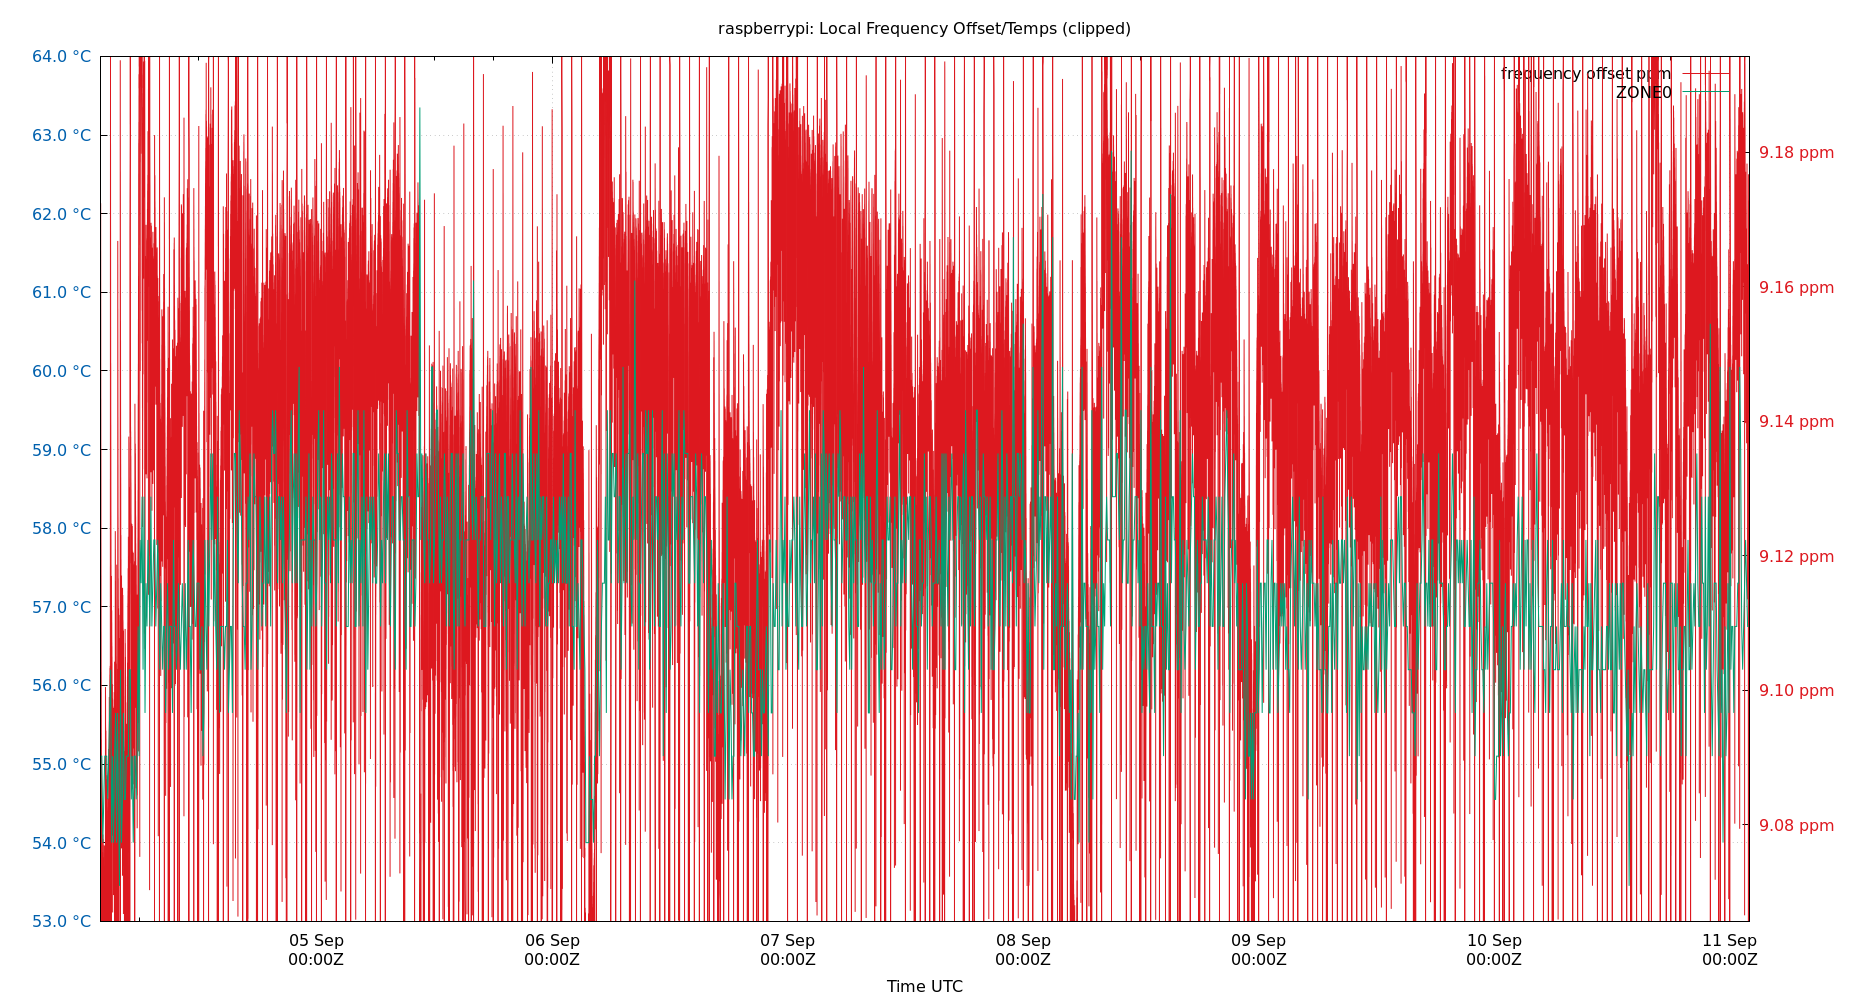 raspberrypi: Local Frequency Offset/Temps (clipped)
64.0 °C
63.0 °C
62.0 °C
61.0 °C
60.0 °C
59.0 °C
58.0 °C
57.0 °C
56.0 °C
55.0 °C
54.0 °C
53.0 °C
frequency offset ppm
ZONE0
9.18 ppm
9.16 ppm
9.14 ppm
9.12 ppm
9.10 ppm
9.08 ppm
05 Sep
00:00Z
06 Sep
00:00Z
07 Sep
00:00Z
08 Sep
00:00Z
09 Sep
00:00Z
10 Sep
00:00Z
11 Sep
00:00Z
Time UTC